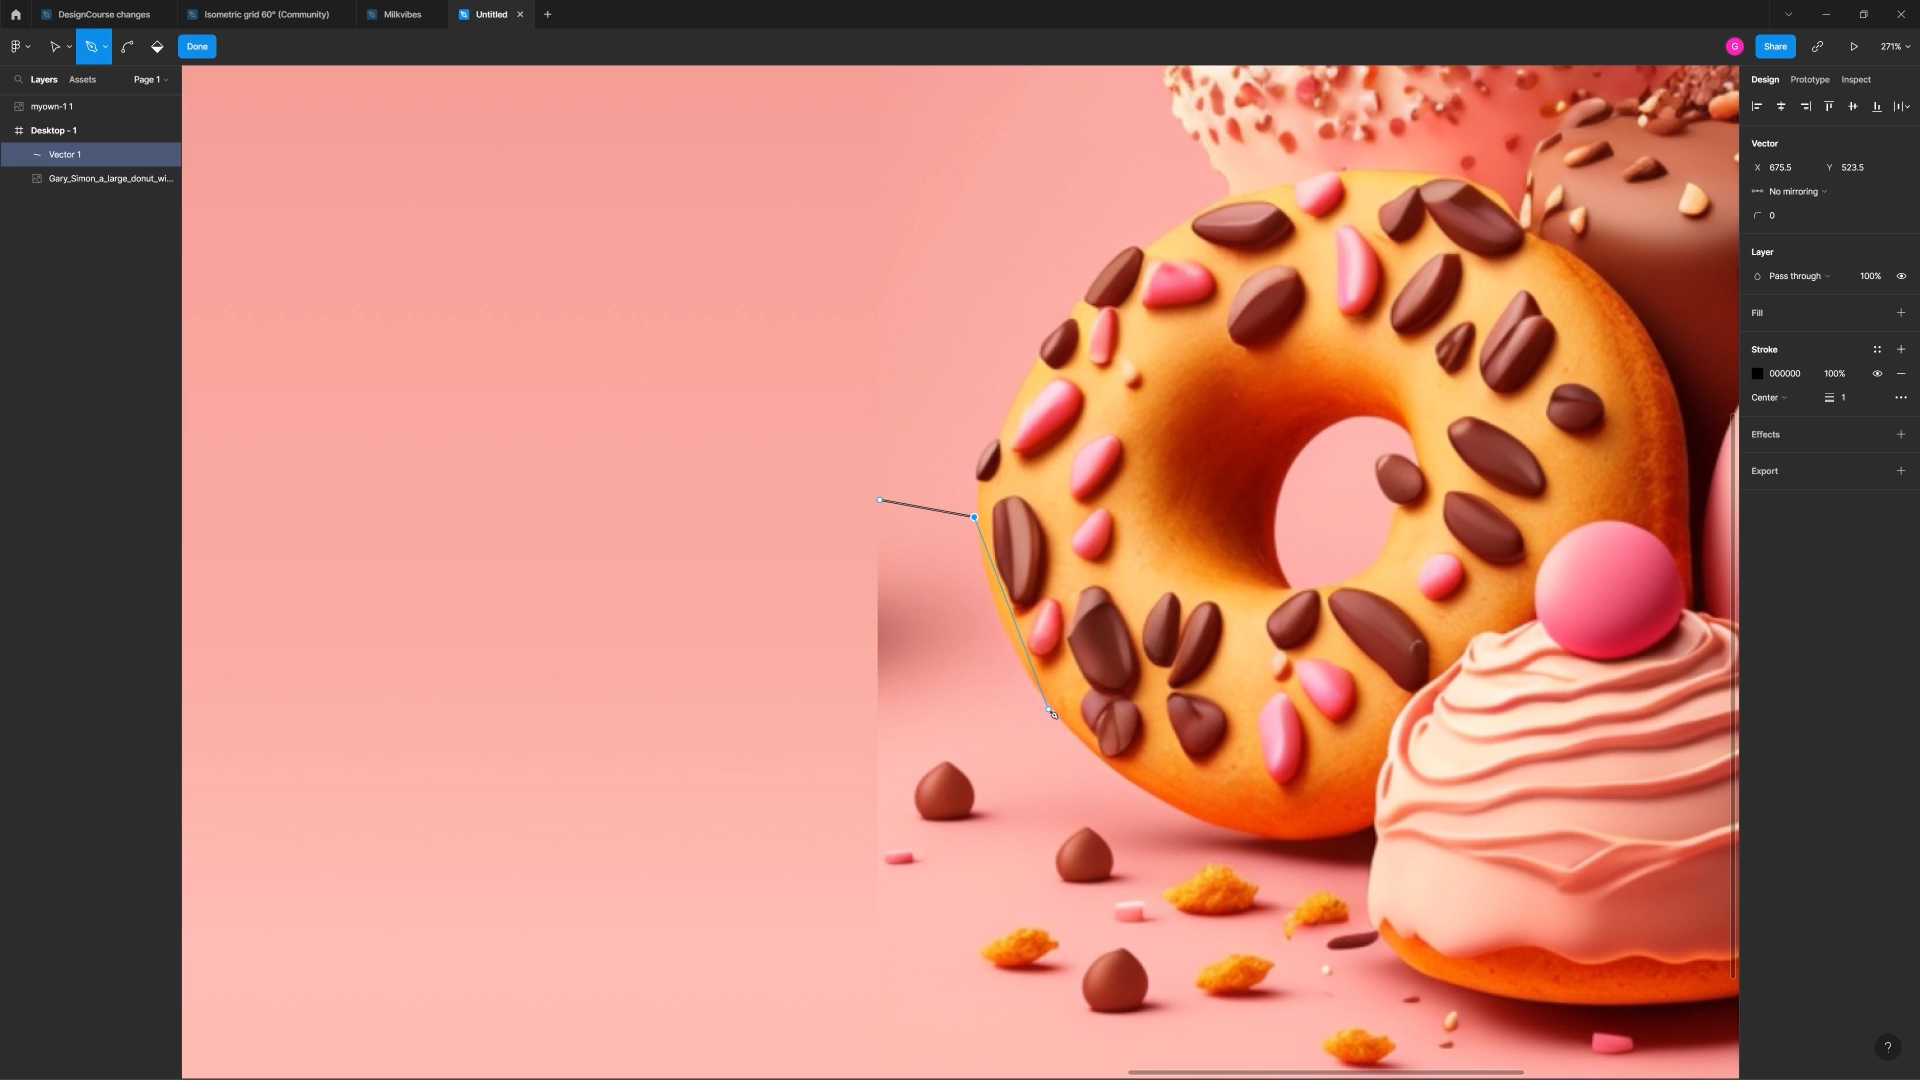 DesignCourse changes
Isometric grid 60° (Community)
Milkvibes
Untitled
Done
G
Share
271%
Layers
Assets
Page 1
myown-1 1
Desktop - 1
Vector 1
Gary_Simon_a_large_donut_wi...
Design
Prototype
Inspect
Vector
X 675.5
Y 523.5
No mirroring
0
Layer
Pass through
100%
Fill
Stroke
000000
100%
Center
1
Effects
Export
?